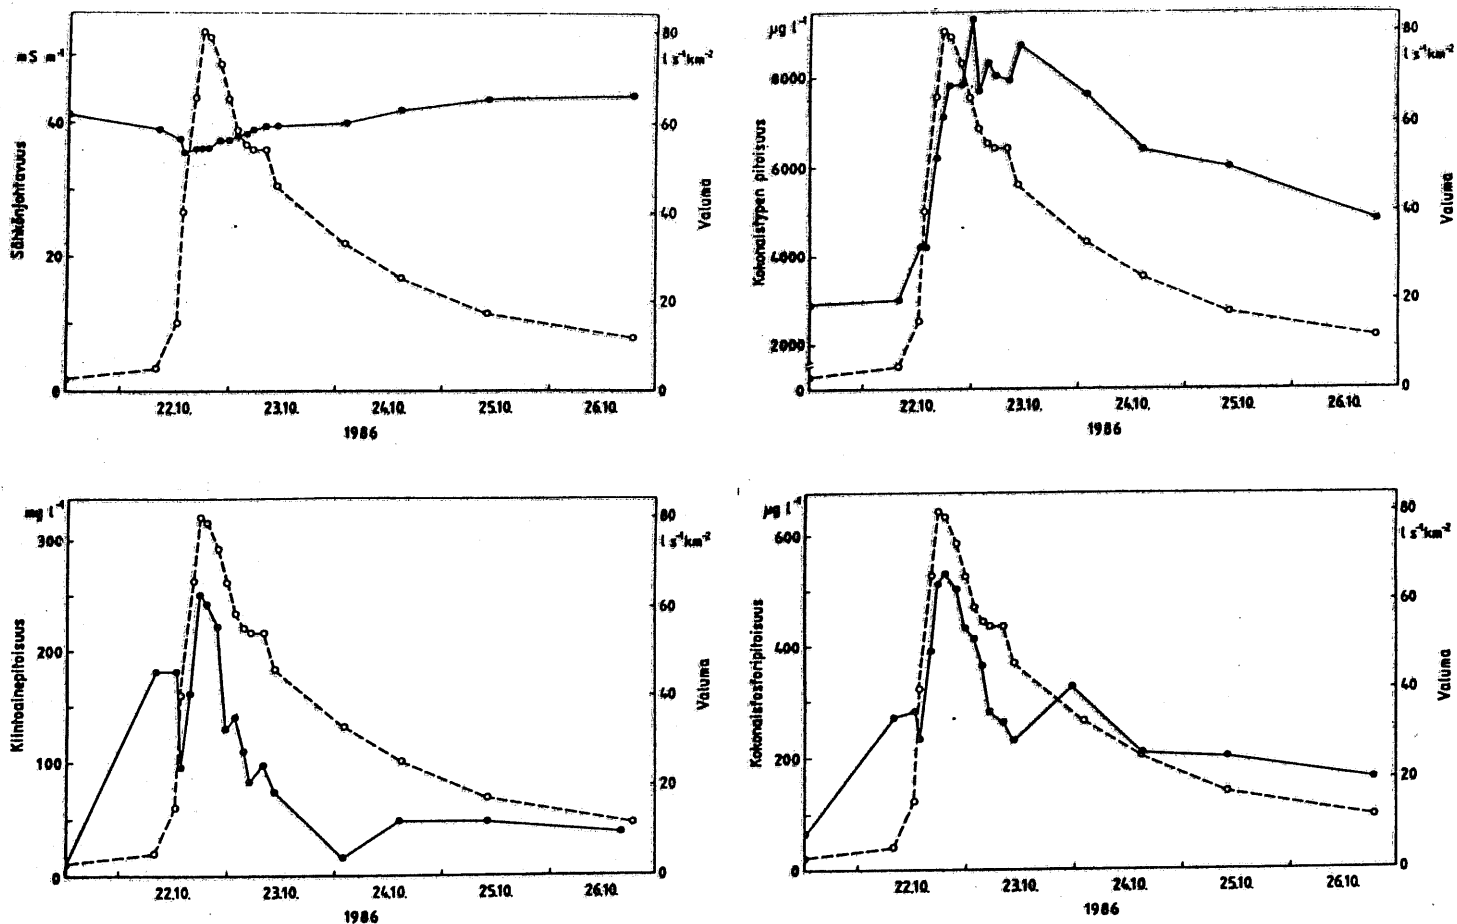 mS m⁻¹
40
20
0
Sähkönjohtavuus
80
l s⁻¹km⁻²
60
40
20
0
Valuma
22.10. 23.10. 24.10. 25.10. 26.10.
1986
µg l⁻¹
8000
6000
4000
2000
0
Kokonaistypen pitoisuus
80
l s⁻¹km⁻²
60
40
20
0
Valuma
22.10. 23.10. 24.10. 25.10. 26.10.
1986
mg l⁻¹
300
200
100
0
Kiintoainepitoisuus
80
l s⁻¹km⁻²
60
40
20
0
Valuma
22.10. 23.10. 24.10. 25.10. 26.10.
1986
µg l⁻¹
600
400
200
0
Kokonaisfosforipitoisuus
80
l s⁻¹km⁻²
60
40
20
0
Valuma
22.10. 23.10. 24.10. 25.10. 26.10.
1986